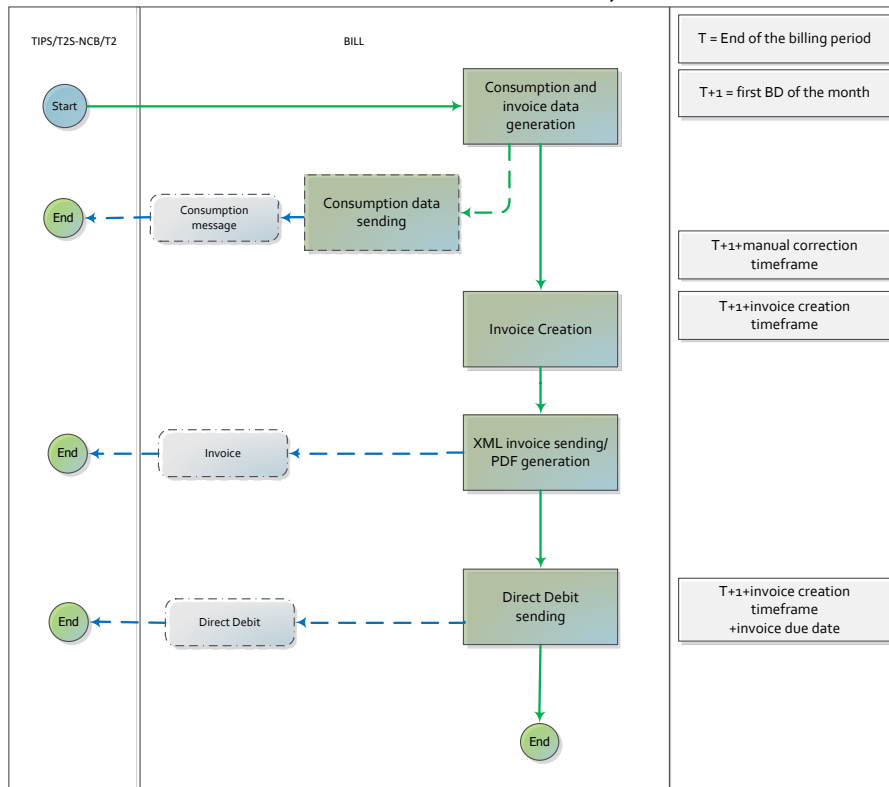 TIPS/T2S-NCB/T2
BILL
T = End of the billing period
Start
Consumption and
invoice data
generation
T+1 = first BD of the month
End
Consumption
message
Consumption data
sending
T+1+manual correction
timeframe
Invoice Creation
T+1+invoice creation
timeframe
End
Invoice
XML invoice sending/
PDF generation
End
Direct Debit
Direct Debit
sending
T+1+invoice creation
timeframe
+invoice due date
End